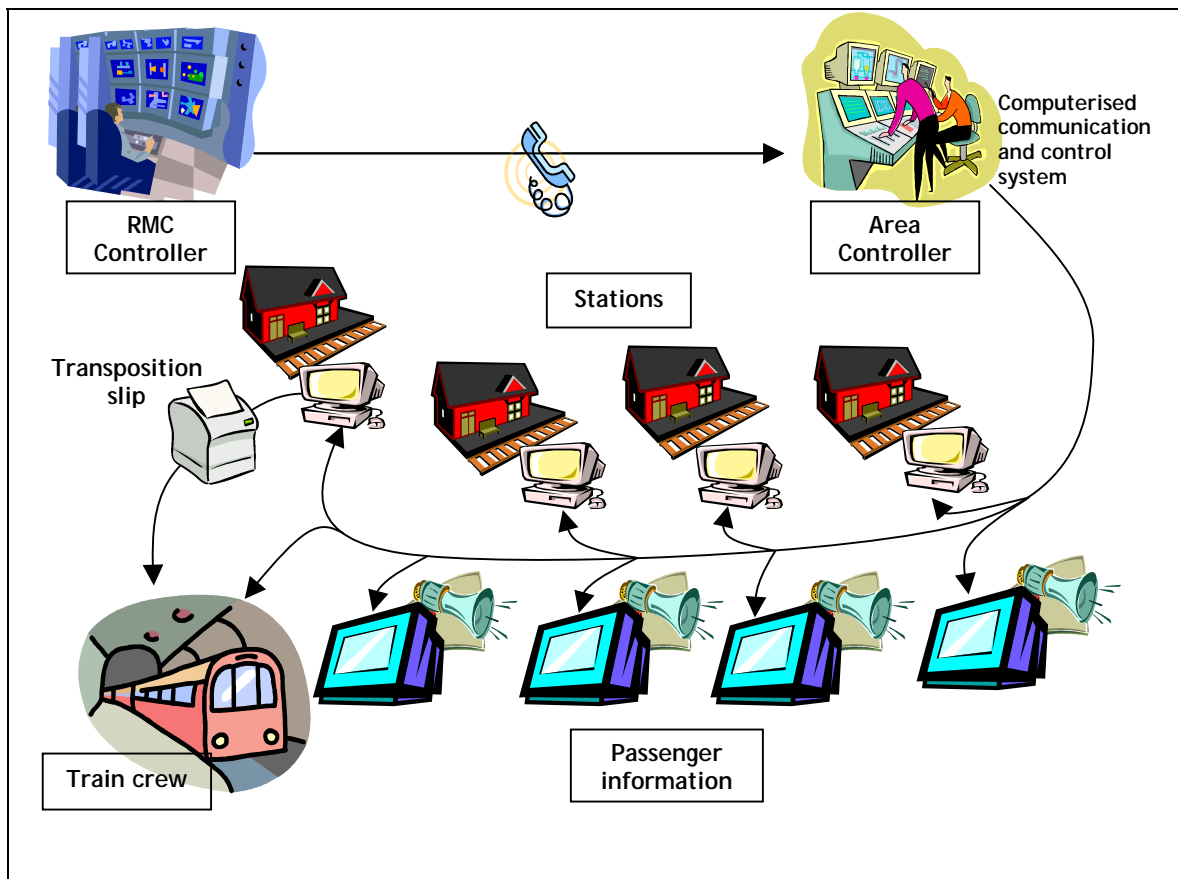 Computerised
communication
and control
system
RMC
Controller
Area
Controller
Stations
Transposition
slip
Train crew
Passenger
information